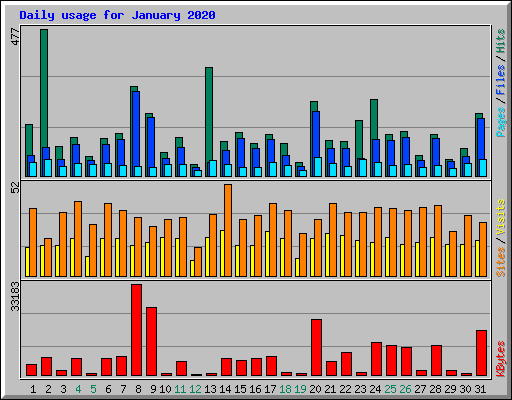 Daily usage for January 2020
477
Pages / Files / Hits
52
Sites / Visits
33183
KBytes
1 2 3 4 5 6 7 8 9 10 11 12 13 14 15 16 17 18 19 20 21 22 23 24 25 26 27 28 29 30 31